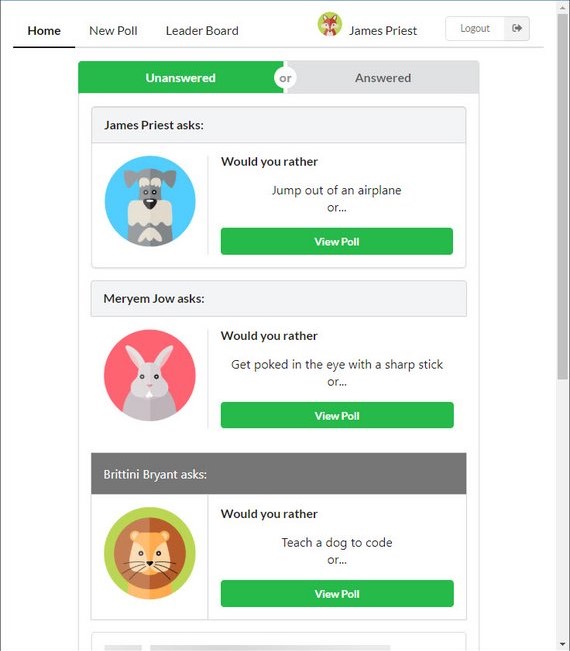 Home New Poll Leader Board James Priest Logout
Unanswered or Answered
James Priest asks:
Would you rather
Jump out of an airplane
or...
View Poll
Meryem Jow asks:
Would you rather
Get poked in the eye with a sharp stick
or...
View Poll
Brittini Bryant asks:
Would you rather
Teach a dog to code
or...
View Poll